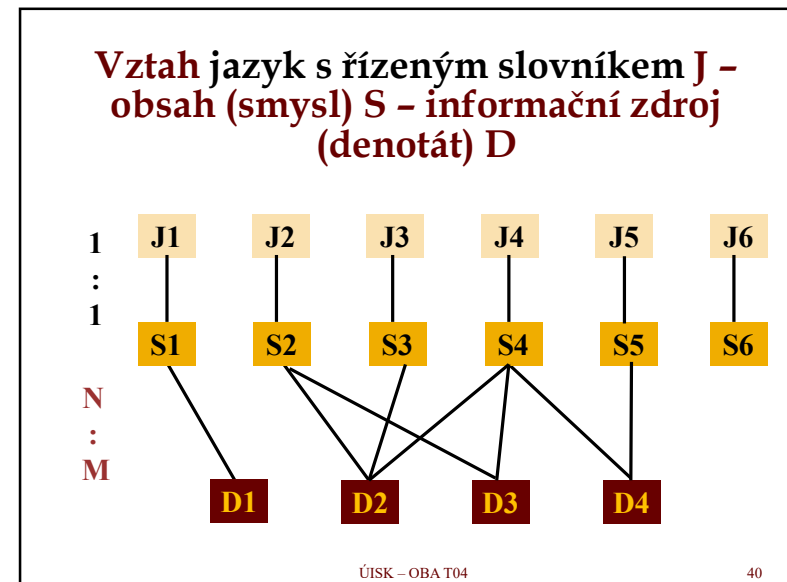 Vztah jazyk s řízeným slovníkem J –
obsah (smysl) S – informační zdroj
(denotát) D
1
:
1
J1 J2 J3 J4 J5 J6
S1 S2 S3 S4 S5 S6
N
:
M
D1 D2 D3 D4
ÚISK – OBA T04 40